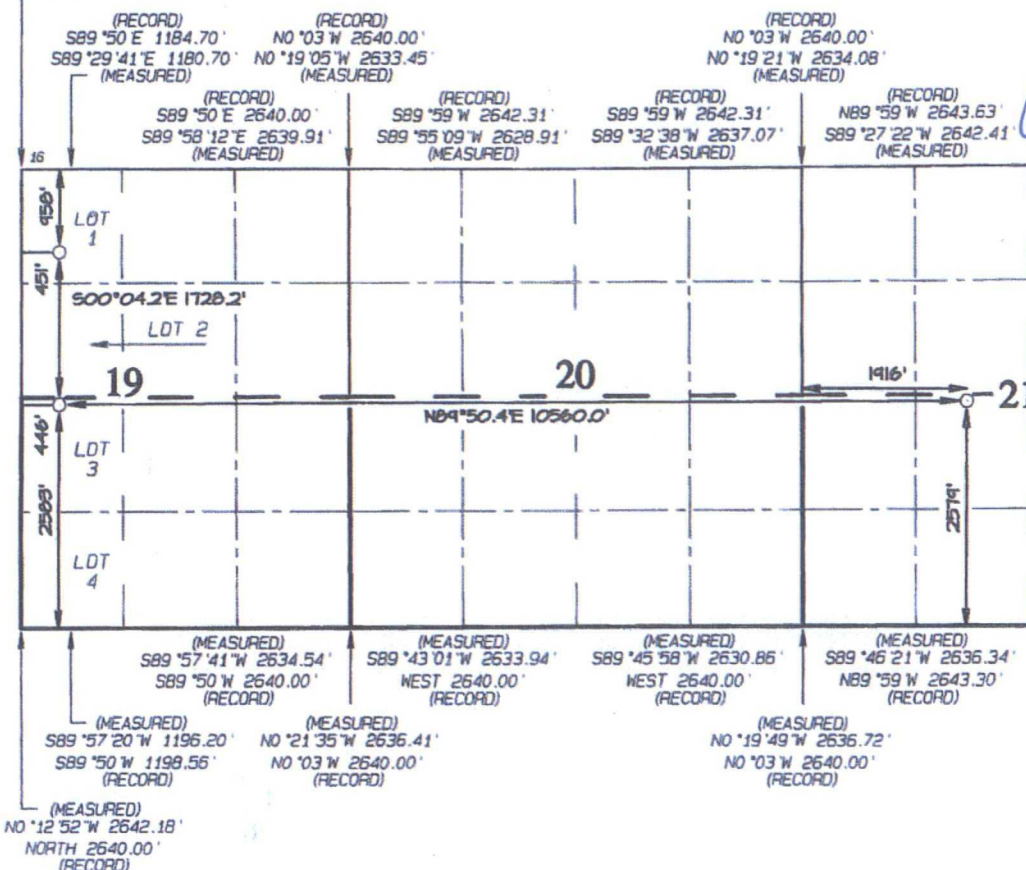 (RECORD)
S89°50'E 1184.70'
S89°29'41"E 1180.70'
(MEASURED)
(RECORD)
N0°03'W 2640.00'
N0°19'05"W 2633.45'
(MEASURED)
(RECORD)
N0°03'W 2640.00'
N0°19'21"W 2634.08'
(MEASURED)
(RECORD)
S89°50'E 2640.00'
S89°58'12"E 2639.91'
(MEASURED)
(RECORD)
S89°59'W 2642.31'
S89°55'09"W 2628.91'
(MEASURED)
(RECORD)
S89°59'W 2642.31'
S89°32'38"W 2637.07'
(MEASURED)
(RECORD)
N89°59'W 2643.63'
S89°27'22"W 2642.41'
(MEASURED)
16
958'
LOT
1
451'
S00°04.2'E 1728.2'
LOT 2
19
20
1916'
21
N89°50.4'E 10560.0'
446'
LOT
3
2583'
2579'
LOT
4
(MEASURED)
S89°57'41"W 2634.54'
S89°50'W 2640.00'
(RECORD)
(MEASURED)
S89°43'01"W 2633.94'
WEST 2640.00'
(RECORD)
(MEASURED)
S89°45'58"W 2630.86'
WEST 2640.00'
(RECORD)
(MEASURED)
S89°46'21"W 2636.34'
N89°59'W 2643.30'
(RECORD)
(MEASURED)
S89°57'20"W 1196.20'
S89°50'W 1198.56'
(RECORD)
(MEASURED)
N0°21'35"W 2636.41'
N0°03'W 2640.00'
(RECORD)
(MEASURED)
N0°19'49"W 2636.72'
N0°03'W 2640.00'
(RECORD)
(MEASURED)
N0°12'52"W 2642.18'
NORTH 2640.00'
(RECORD)